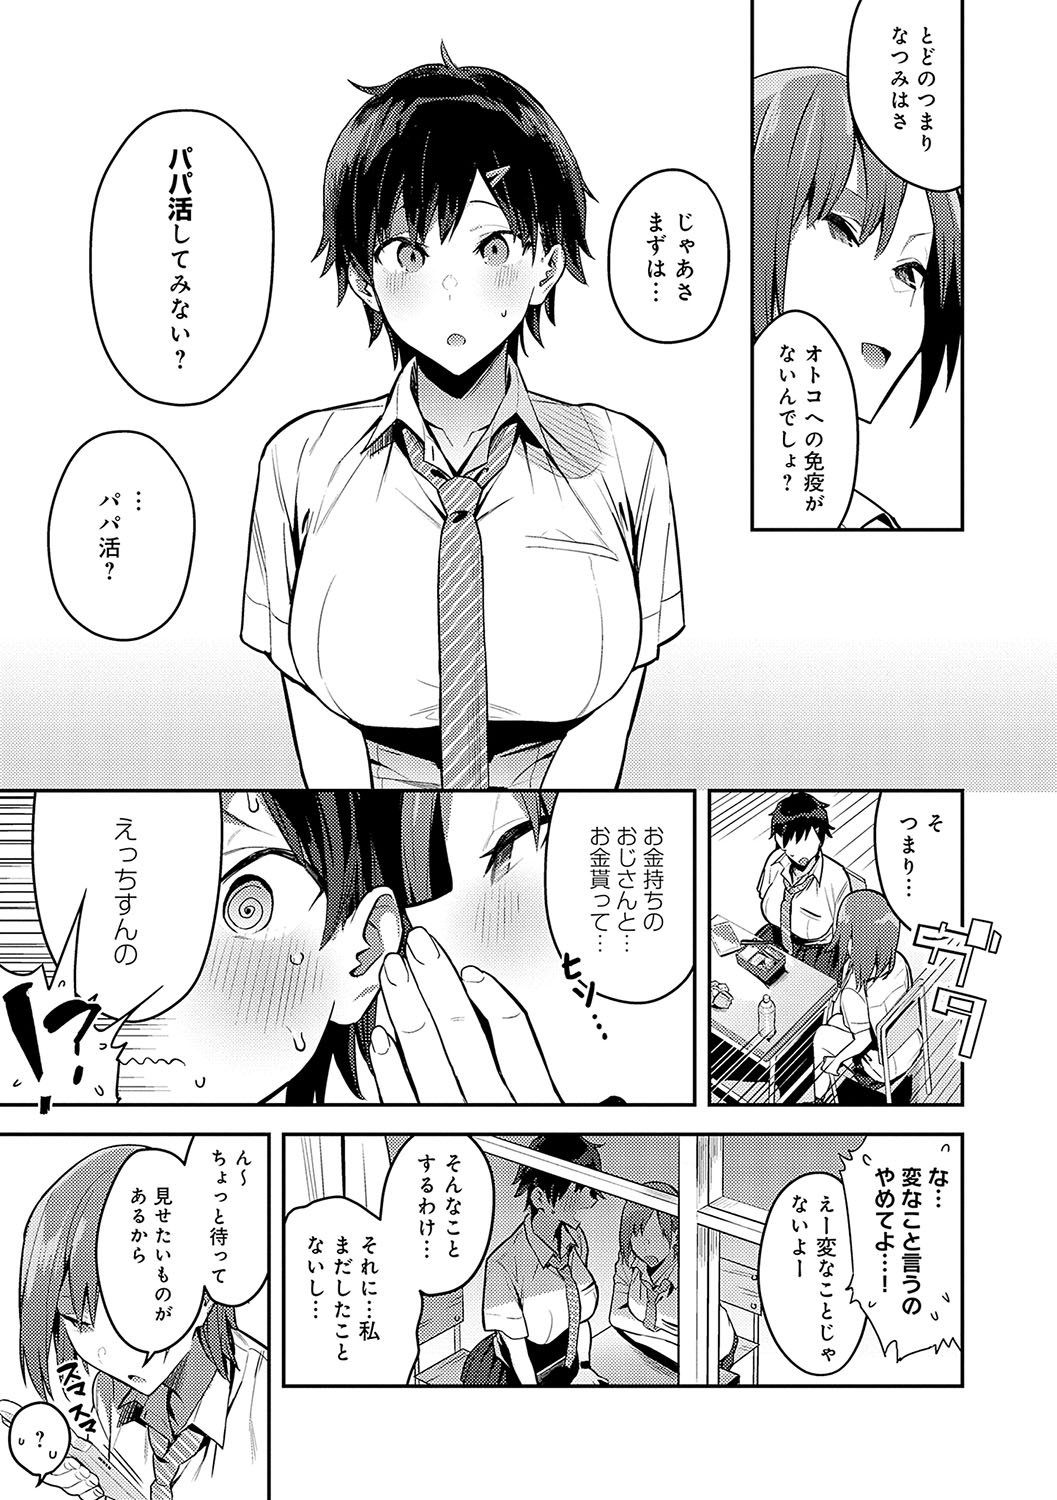 とどのつまり
なつみはさ
オトコへの免疫が
ないんでしょ?
じゃあさ
まずは…
パパ活してみない?
…
パパ活?
そ
つまり…
ガタ
お金持ちの
おじさんと…
お金貰って…
ヒソ…
えっちすんの
!?
な…
変なこと言うの
やめてよ…!
えー変なことじゃ
ないよー
そんなこと
するわけ…
それに…私
まだしたこと
ないし…
ん〜
ちょっと待って
見せたいものが
あるから
スマスマ
?